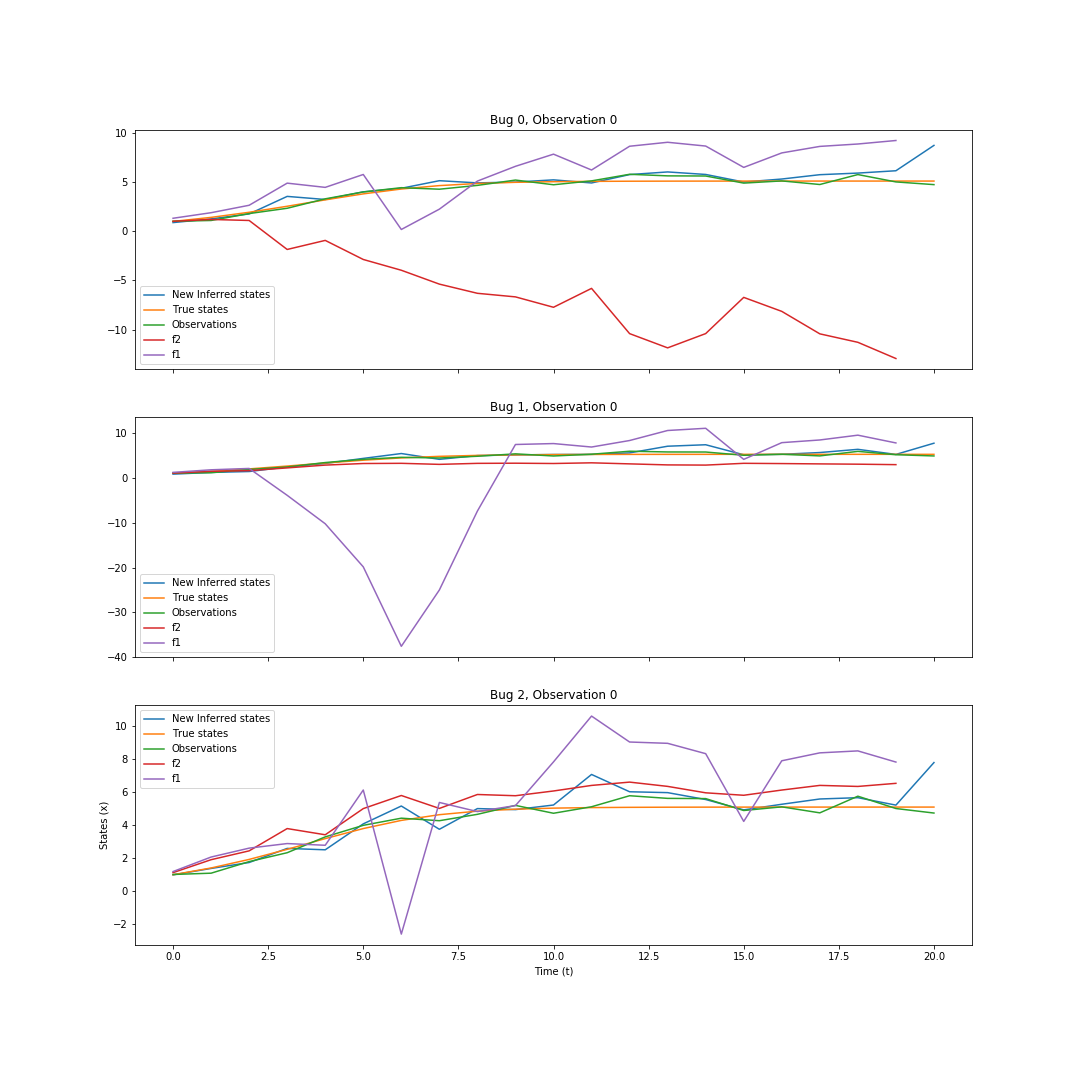 Bug 0, Observation 0
10
5
0
−5
−10
New Inferred states
True states
Observations
f2
f1
Bug 1, Observation 0
10
0
−10
−20
−30
−40
New Inferred states
True states
Observations
f2
f1
Bug 2, Observation 0
10
8
6
4
2
0
−2
New Inferred states
True states
Observations
f2
f1
States (x)
0.0 2.5 5.0 7.5 10.0 12.5 15.0 17.5 20.0
Time (t)